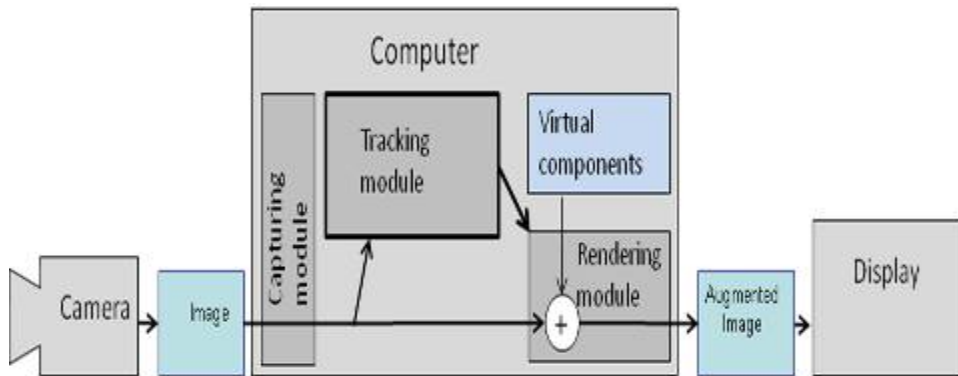 Computer
Capturing
module
Tracking
module
Virtual
components
Rendering
module
+
Camera
Image
Augmented
Image
Display